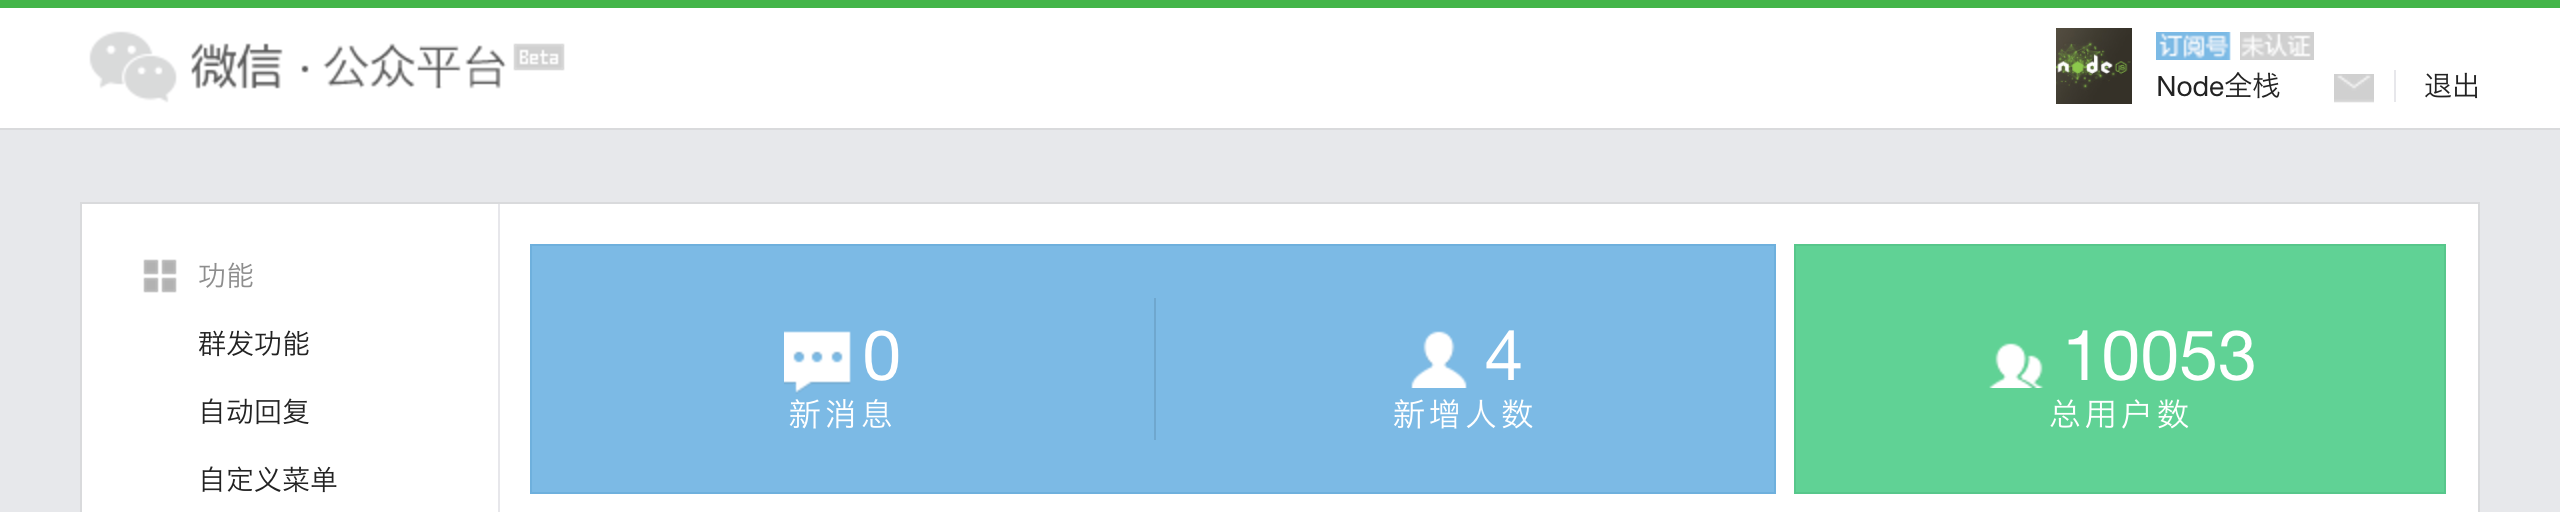 微信·公众平台 Beta
node
订阅号 未认证
Node全栈
退出
功能
群发功能
自动回复
自定义菜单
0
新消息
4
新增人数
10053
总用户数